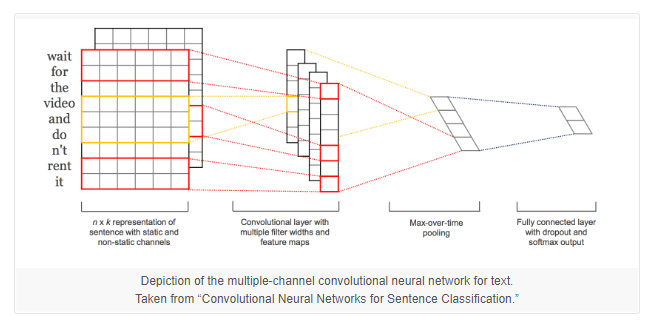 wait
for
the
video
and
do
n't
rent
it
n x k representation of
sentence with static and
non-static channels
Convolutional layer with
multiple filter widths and
feature maps
Max-over-time
pooling
Fully connected layer
with dropout and
softmax output
Depiction of the multiple-channel convolutional neural network for text.
Taken from “Convolutional Neural Networks for Sentence Classification.”